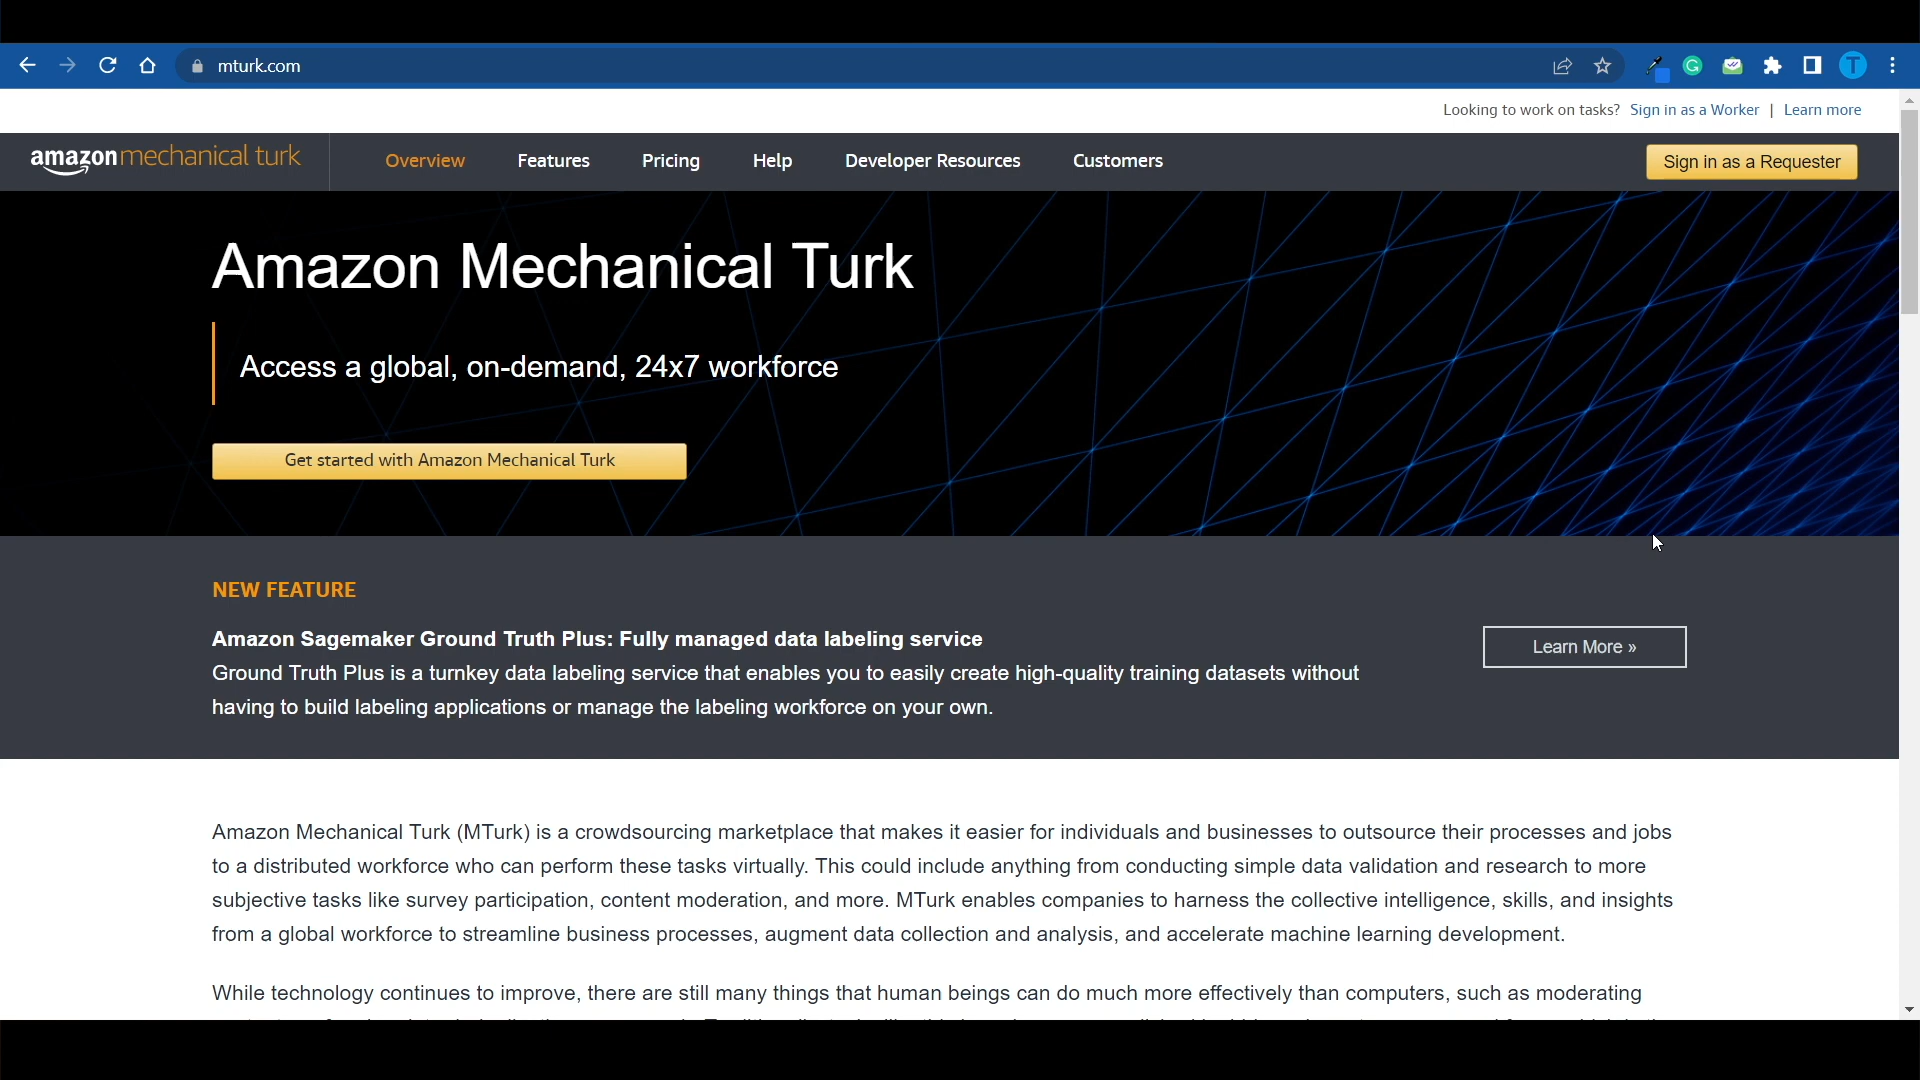 mturk.com
T
Looking to work on tasks? Sign in as a Worker | Learn more
amazon mechanical turk
Overview Features Pricing Help Developer Resources Customers
Sign in as a Requester
Amazon Mechanical Turk
Access a global, on-demand, 24x7 workforce
Get started with Amazon Mechanical Turk
NEW FEATURE
Amazon Sagemaker Ground Truth Plus: Fully managed data labeling service
Ground Truth Plus is a turnkey data labeling service that enables you to easily create high-quality training datasets without
having to build labeling applications or manage the labeling workforce on your own.
Learn More »
Amazon Mechanical Turk (MTurk) is a crowdsourcing marketplace that makes it easier for individuals and businesses to outsource their processes and jobs
to a distributed workforce who can perform these tasks virtually. This could include anything from conducting simple data validation and research to more
subjective tasks like survey participation, content moderation, and more. MTurk enables companies to harness the collective intelligence, skills, and insights
from a global workforce to streamline business processes, augment data collection and analysis, and accelerate machine learning development.
While technology continues to improve, there are still many things that human beings can do much more effectively than computers, such as moderating